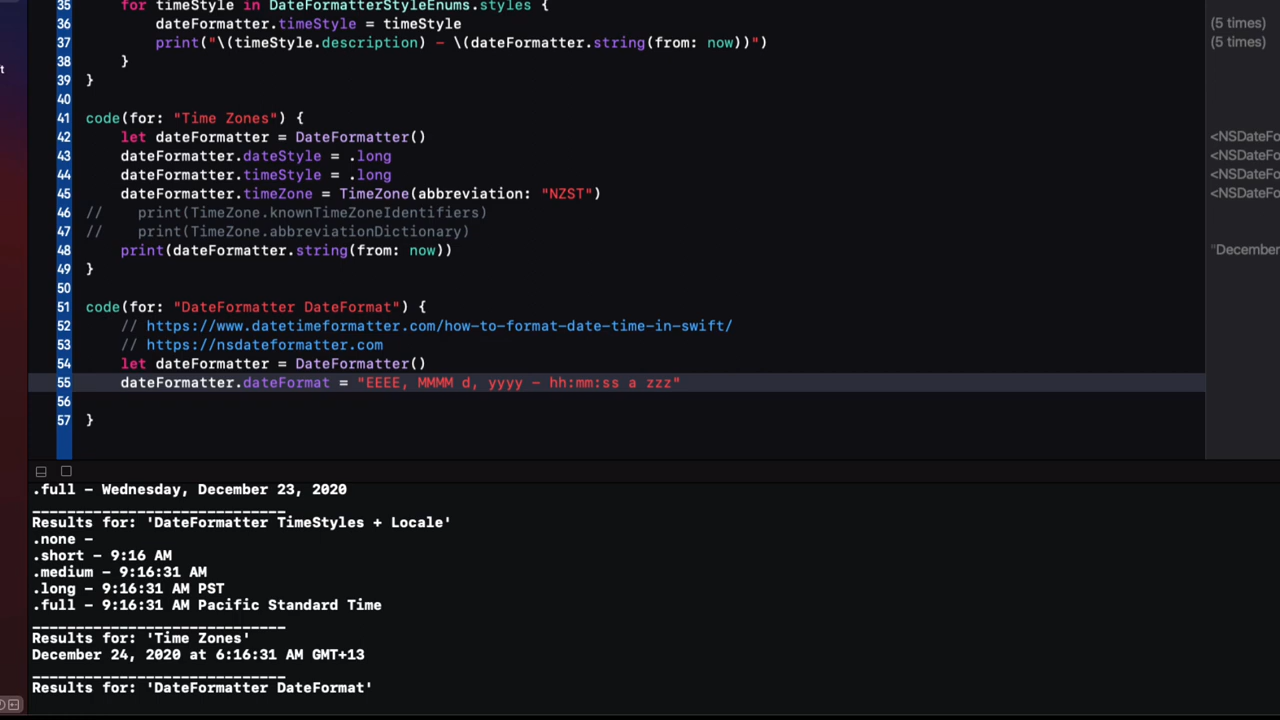 35 for timeStyle in DateFormatterStyleEnums.styles {
36 dateFormatter.timeStyle = timeStyle
(5 times)
37 print("\(timeStyle.description) – \(dateFormatter.string(from: now))")
(5 times)
38 }
39 }
40
41 code(for: "Time Zones") {
42 let dateFormatter = DateFormatter()
<NSDateFo
43 dateFormatter.dateStyle = .long
<NSDateFo
44 dateFormatter.timeStyle = .long
<NSDateFo
45 dateFormatter.timeZone = TimeZone(abbreviation: "NZST")
<NSDateFo
46 // print(TimeZone.knownTimeZoneIdentifiers)
47 // print(TimeZone.abbreviationDictionary)
48 print(dateFormatter.string(from: now))
"December
49 }
50
51 code(for: "DateFormatter DateFormat") {
52 // https://www.datetimeformatter.com/how-to-format-date-time-in-swift/
53 // https://nsdateformatter.com
54 let dateFormatter = DateFormatter()
55 dateFormatter.dateFormat = "EEEE, MMMM d, yyyy – hh:mm:ss a zzz"
56
57 }
.full – Wednesday, December 23, 2020
_____________________________
Results for: 'DateFormatter TimeStyles + Locale'
.none –
.short – 9:16 AM
.medium – 9:16:31 AM
.long – 9:16:31 AM PST
.full – 9:16:31 AM Pacific Standard Time
_____________________________
Results for: 'Time Zones'
December 24, 2020 at 6:16:31 AM GMT+13
_____________________________
Results for: 'DateFormatter DateFormat'